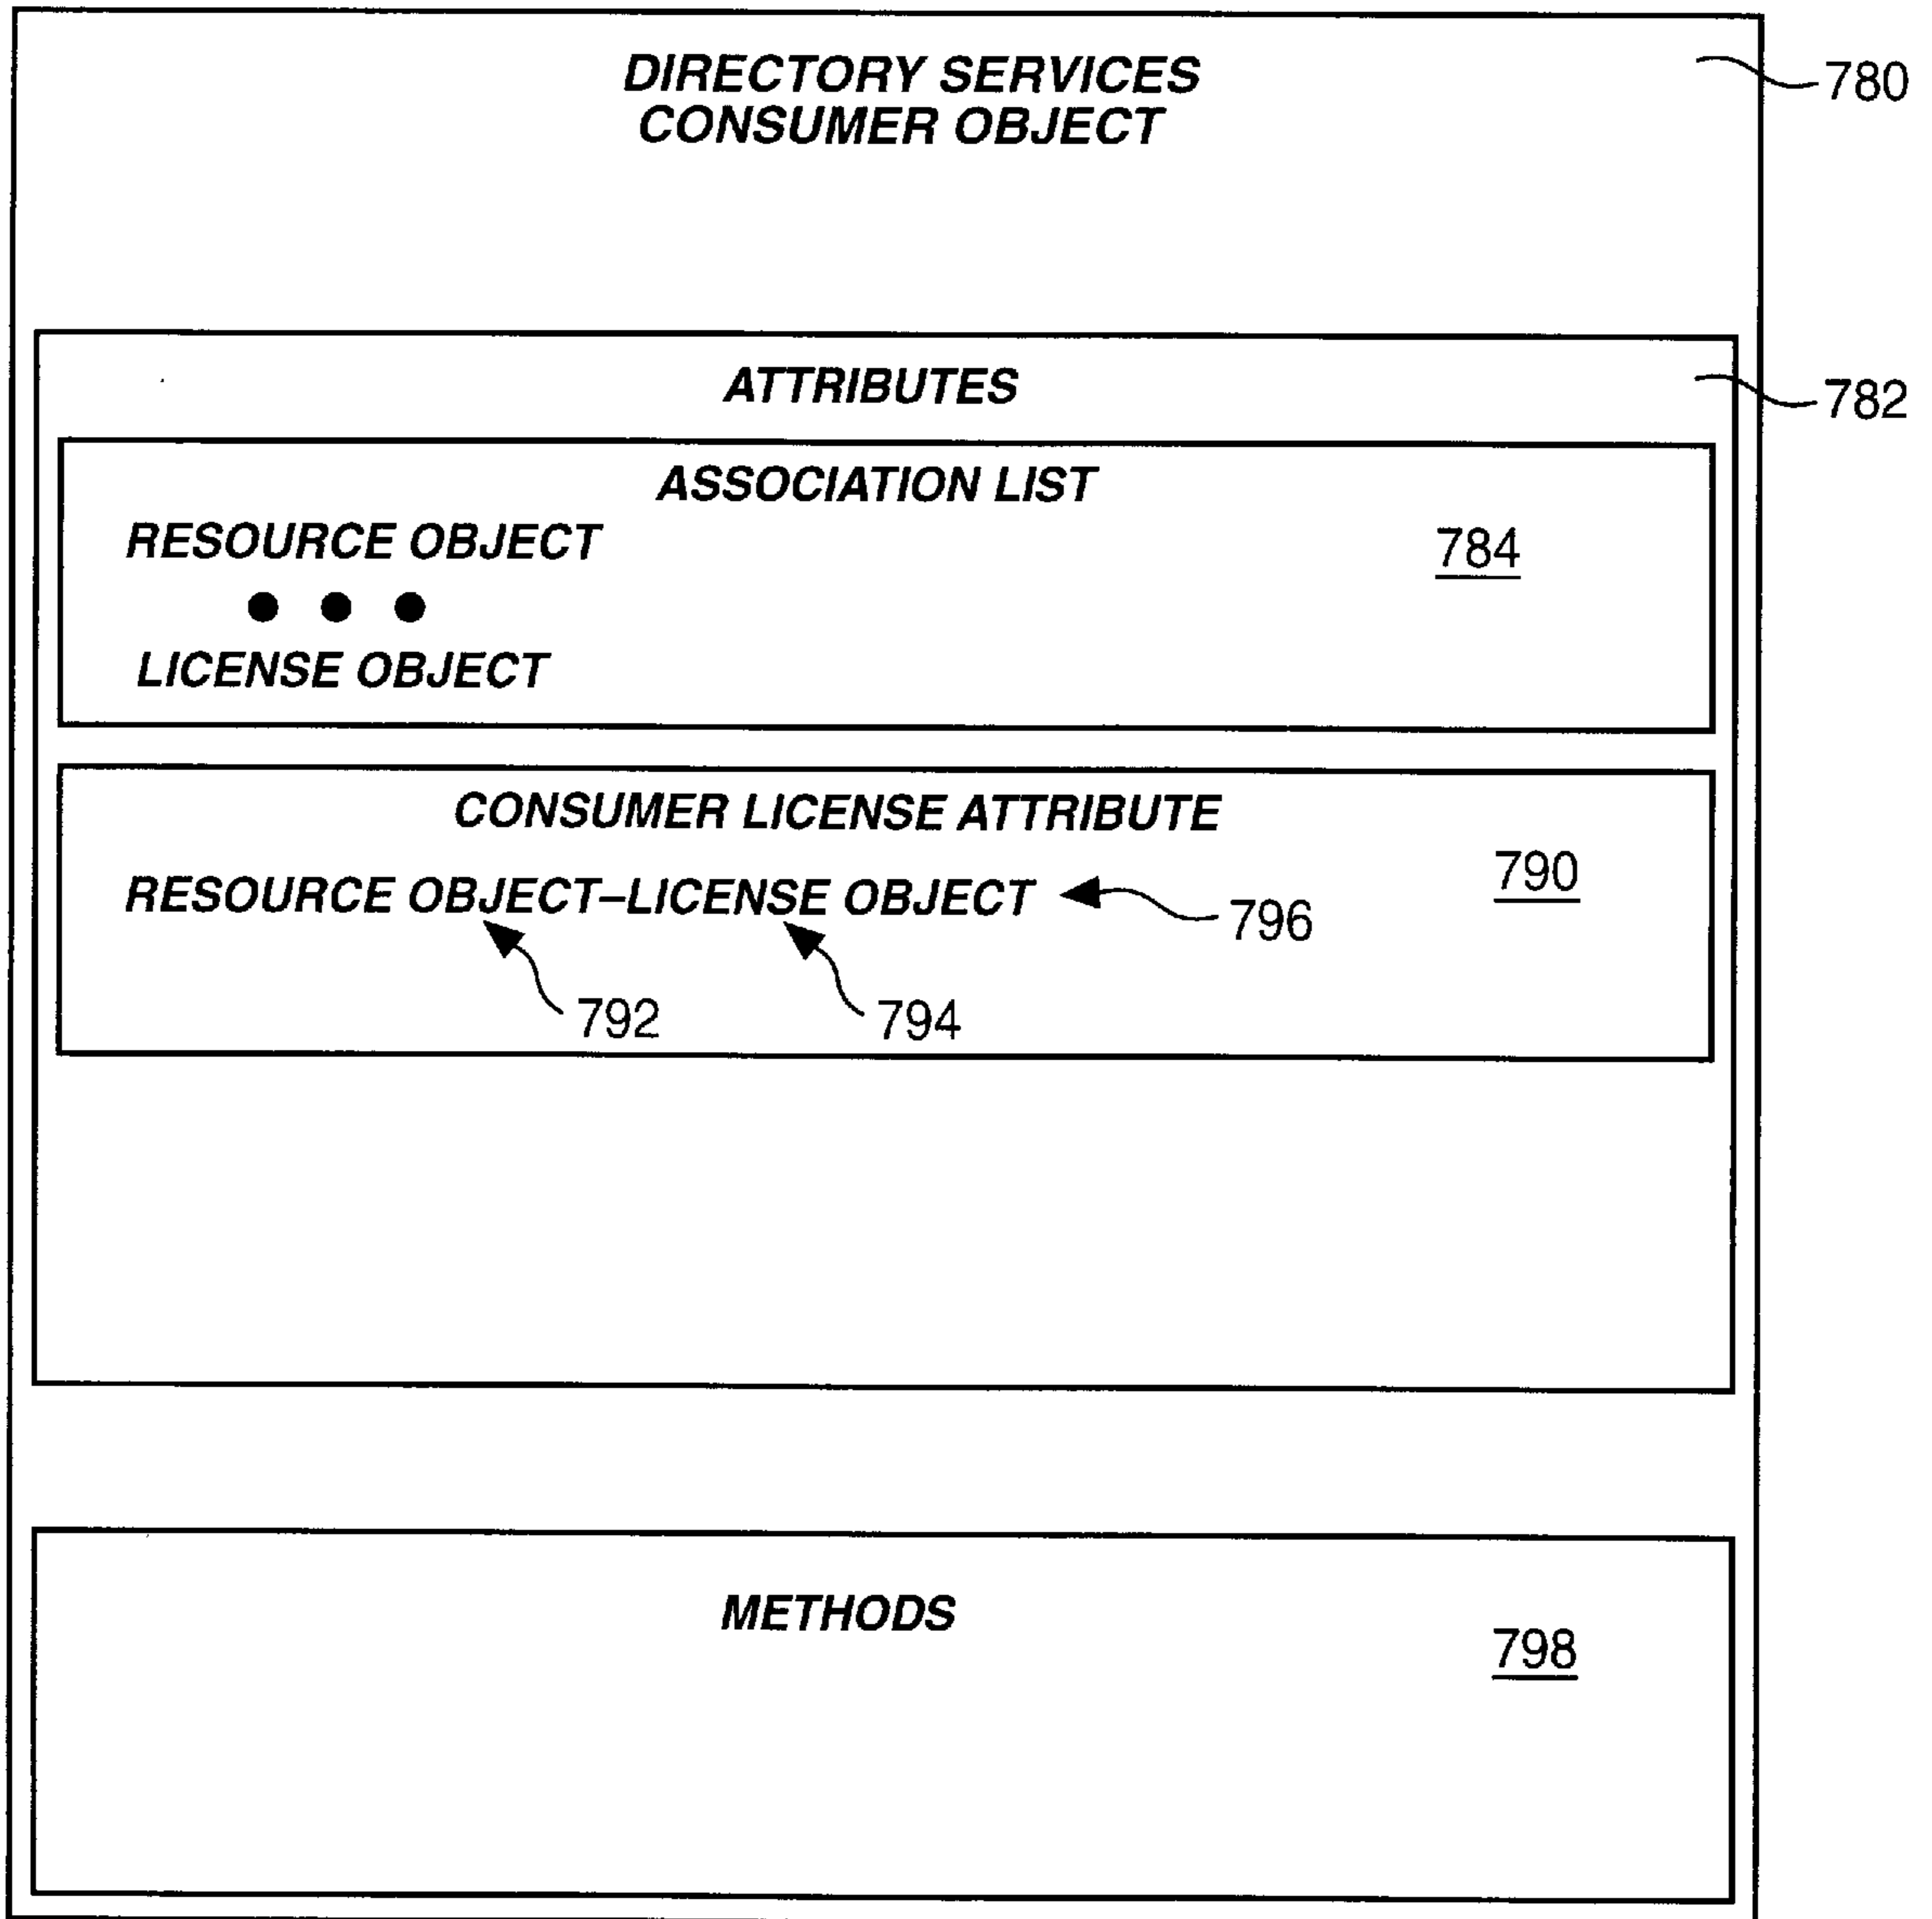 DIRECTORY SERVICES
CONSUMER OBJECT
780
ATTRIBUTES
782
ASSOCIATION LIST
RESOURCE OBJECT
784
LICENSE OBJECT
CONSUMER LICENSE ATTRIBUTE
790
RESOURCE OBJECT–LICENSE OBJECT
796
792
794
METHODS
798